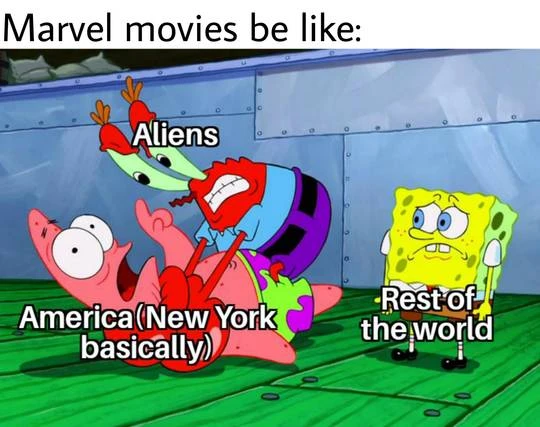 Marvel movies be like:
Aliens
America(New York
basically)
Rest of
the world